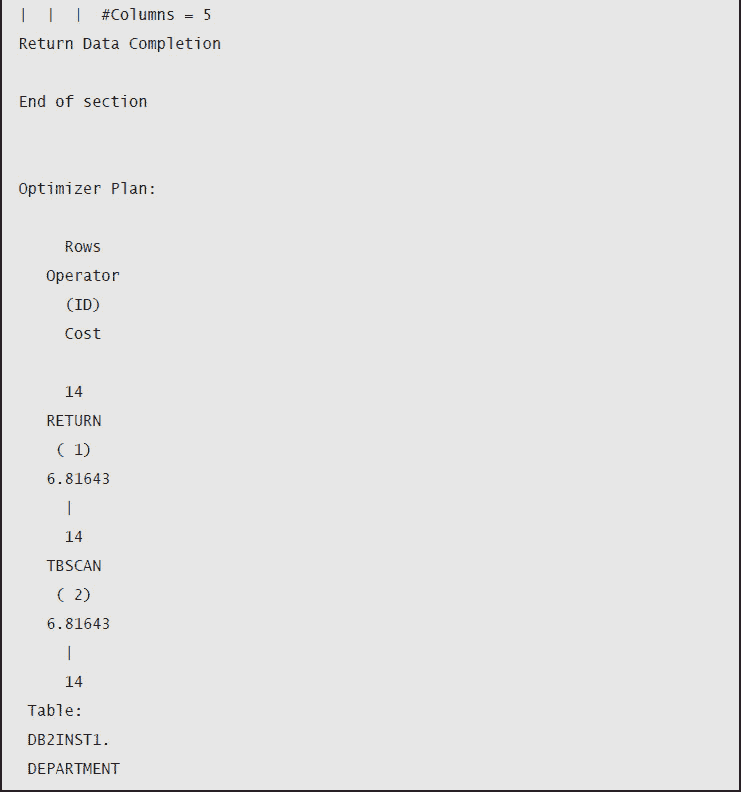 |  |  |  #Columns = 5
Return Data Completion
End of section
Optimizer Plan:
Rows
Operator
(ID)
Cost
14
RETURN
( 1)
6.81643
|
14
TBSCAN
( 2)
6.81643
|
14
Table:
DB2INST1.
DEPARTMENT